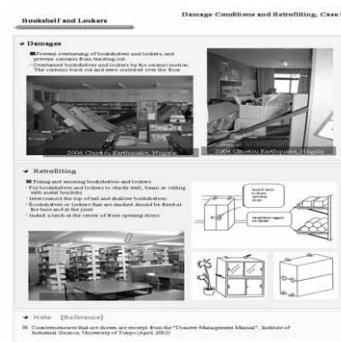 Damage Conditions and Retrofitting, Case
Bookshelf and Lockers
Damages
■Prevent overturning of bookshelves and lockers, and
prevent contents from bursting out.
· Overturned bookshelves and lockers by the seismic motion
The contents burst out and were scattered over the floor
2004 Chuetsu Earthquake, Niigata
2004 Chuetsu Earthquake, Niigata
Retrofitting
■ Fixing and securing bookshelves and lockers
· Fix bookshelves and lockers to sturdy wall, beam or ceiling
with metal brackets
· Interconnect the top of tall and shallow bookshelves
· Bookshelves or lockers that are stacked should be fixed at
the base and at the joint
· Install a latch at the center of front opening doors
Note (Reference)
Countermeasures that are shown are excerpt from the "Disaster Management Manual", Institute of
Industrial Science, University of Tokyo (April 2002)